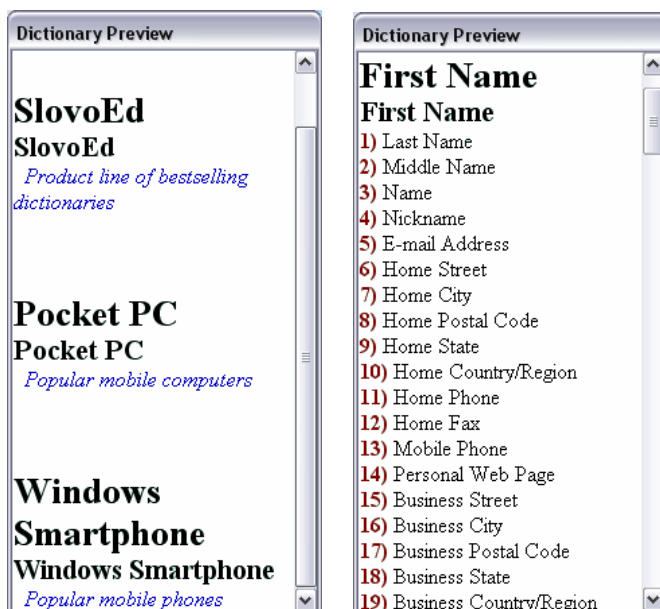 Dictionary Preview
SlovoEd
SlovoEd
Product line of bestselling
dictionaries
Pocket PC
Pocket PC
Popular mobile computers
Windows
Smartphone
Windows Smartphone
Popular mobile phones
Dictionary Preview
First Name
First Name
1) Last Name
2) Middle Name
3) Name
4) Nickname
5) E-mail Address
6) Home Street
7) Home City
8) Home Postal Code
9) Home State
10) Home Country/Region
11) Home Phone
12) Home Fax
13) Mobile Phone
14) Personal Web Page
15) Business Street
16) Business City
17) Business Postal Code
18) Business State
19) Business Country/Region